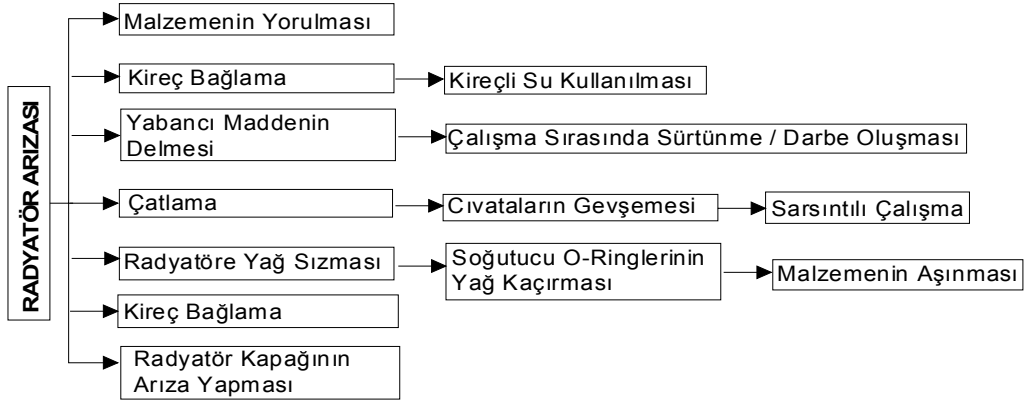 RADYATÖR ARIZASI
Malzemenin Yorulması
Kireç Bağlama
Kireçli Su Kullanılması
Yabancı Maddenin
Delmesi
Çalışma Sırasında Sürtünme / Darbe Oluşması
Çatlama
Cıvataların Gevşemesi
Sarsıntılı Çalışma
Radyatöre Yağ Sızması
Soğutucu O-Ringlerinin
Yağ Kaçırması
Malzemenin Aşınması
Kireç Bağlama
Radyatör Kapağının
Arıza Yapması